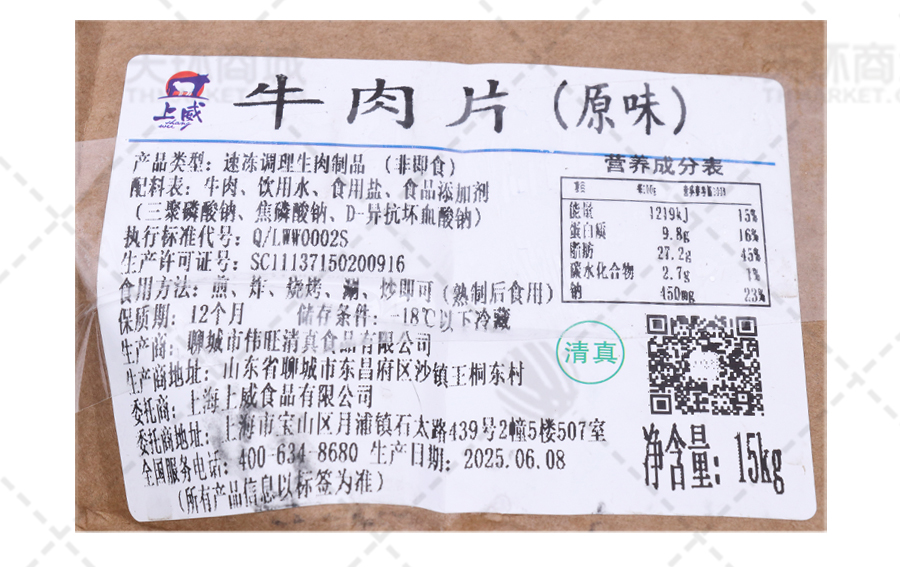 上威
shang wei
牛肉片(原味)
产品类型：速冻调理生肉制品（非即食）
配料表：牛肉、饮用水、食用盐、食品添加剂
（三聚磷酸钠、焦磷酸钠、D-异抗坏血酸钠）
执行标准代号：Q/LWW0002S
生产许可证号：SC11137150200916
食用方法：煎、炸、烧烤、涮、炒即可（熟制后食用）
保质期：12个月 储存条件：-18℃以下冷藏
生产商：聊城市伟旺清真食品有限公司
生产商地址：山东省聊城市东昌府区沙镇王桐东村
委托商：上海上威食品有限公司
委托商地址：上海市宝山区月浦镇石太路439号2幢5楼507室
全国服务电话：400-634-8680 生产日期：2025.06.08
（所有产品信息以标签为准）
营养成分表
项目
能量 1219kJ 15%
蛋白质 9.8g 16%
脂肪 27.2g 45%
碳水化合物 2.7g 1%
钠 450mg 23%
清真
净含量：15kg